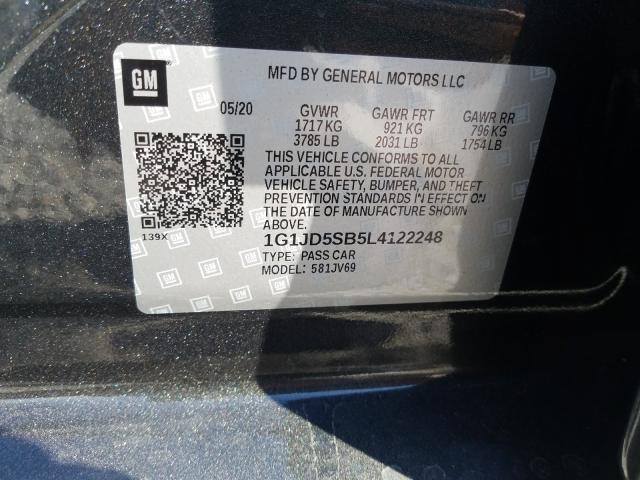 GM
MFD BY GENERAL MOTORS LLC
05/20 GVWR GAWR FRT GAWR RR
1717 KG 921 KG 796 KG
3785 LB 2031 LB 1754 LB
THIS VEHICLE CONFORMS TO ALL
APPLICABLE U.S. FEDERAL MOTOR
VEHICLE SAFETY, BUMPER, AND THEFT
PREVENTION STANDARDS IN EFFECT ON
THE DATE OF MANUFACTURE SHOWN
ABOVE.
139X
1G1JD5SB5L4122248
TYPE: PASS CAR
MODEL: 581JV69